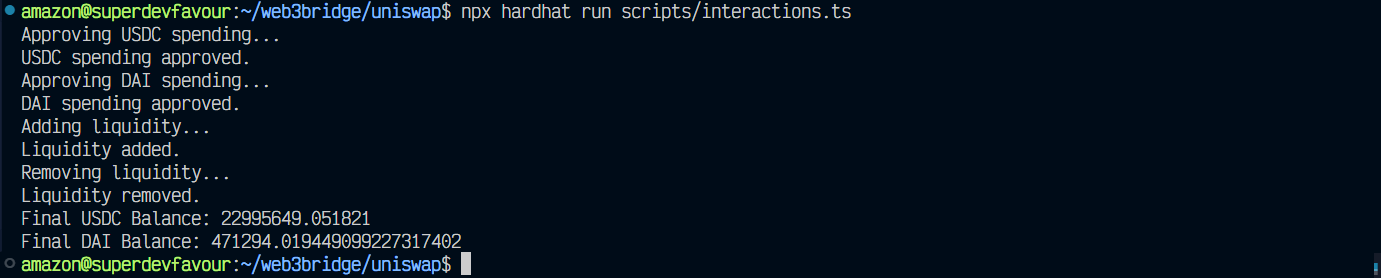 amazon@superdevfavour:~/web3bridge/uniswap$ npx hardhat run scripts/interactions.ts
Approving USDC spending...
USDC spending approved.
Approving DAI spending...
DAI spending approved.
Adding liquidity...
Liquidity added.
Removing liquidity...
Liquidity removed.
Final USDC Balance: 22995649.051821
Final DAI Balance: 471294.019449099227317402
amazon@superdevfavour:~/web3bridge/uniswap$